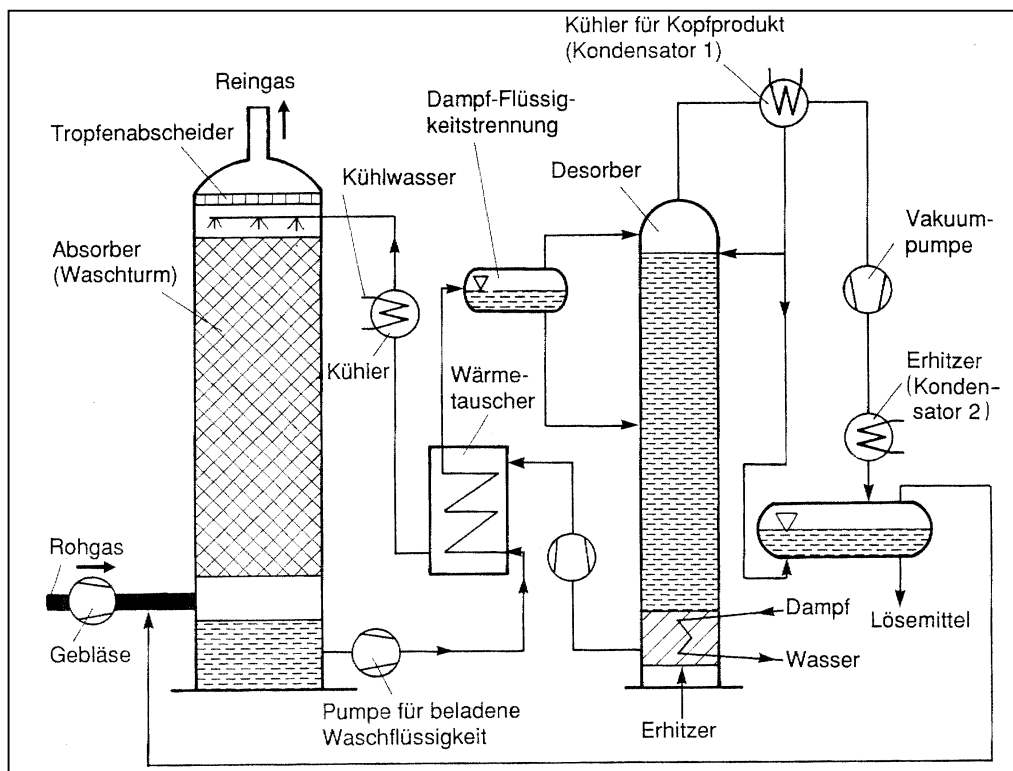 Kühler für Kopfprodukt
(Kondensator 1)
Reingas
Dampf-Flüssig-
keitstrennung
Tropfenabscheider
Desorber
Kühlwasser
Vakuum-
pumpe
Absorber
(Waschturm)
Kühler
Wärme-
tauscher
Erhitzer
(Konden-
sator 2)
Rohgas
Dampf
Lösemittel
Gebläse
Wasser
Pumpe für beladene
Waschflüssigkeit
Erhitzer